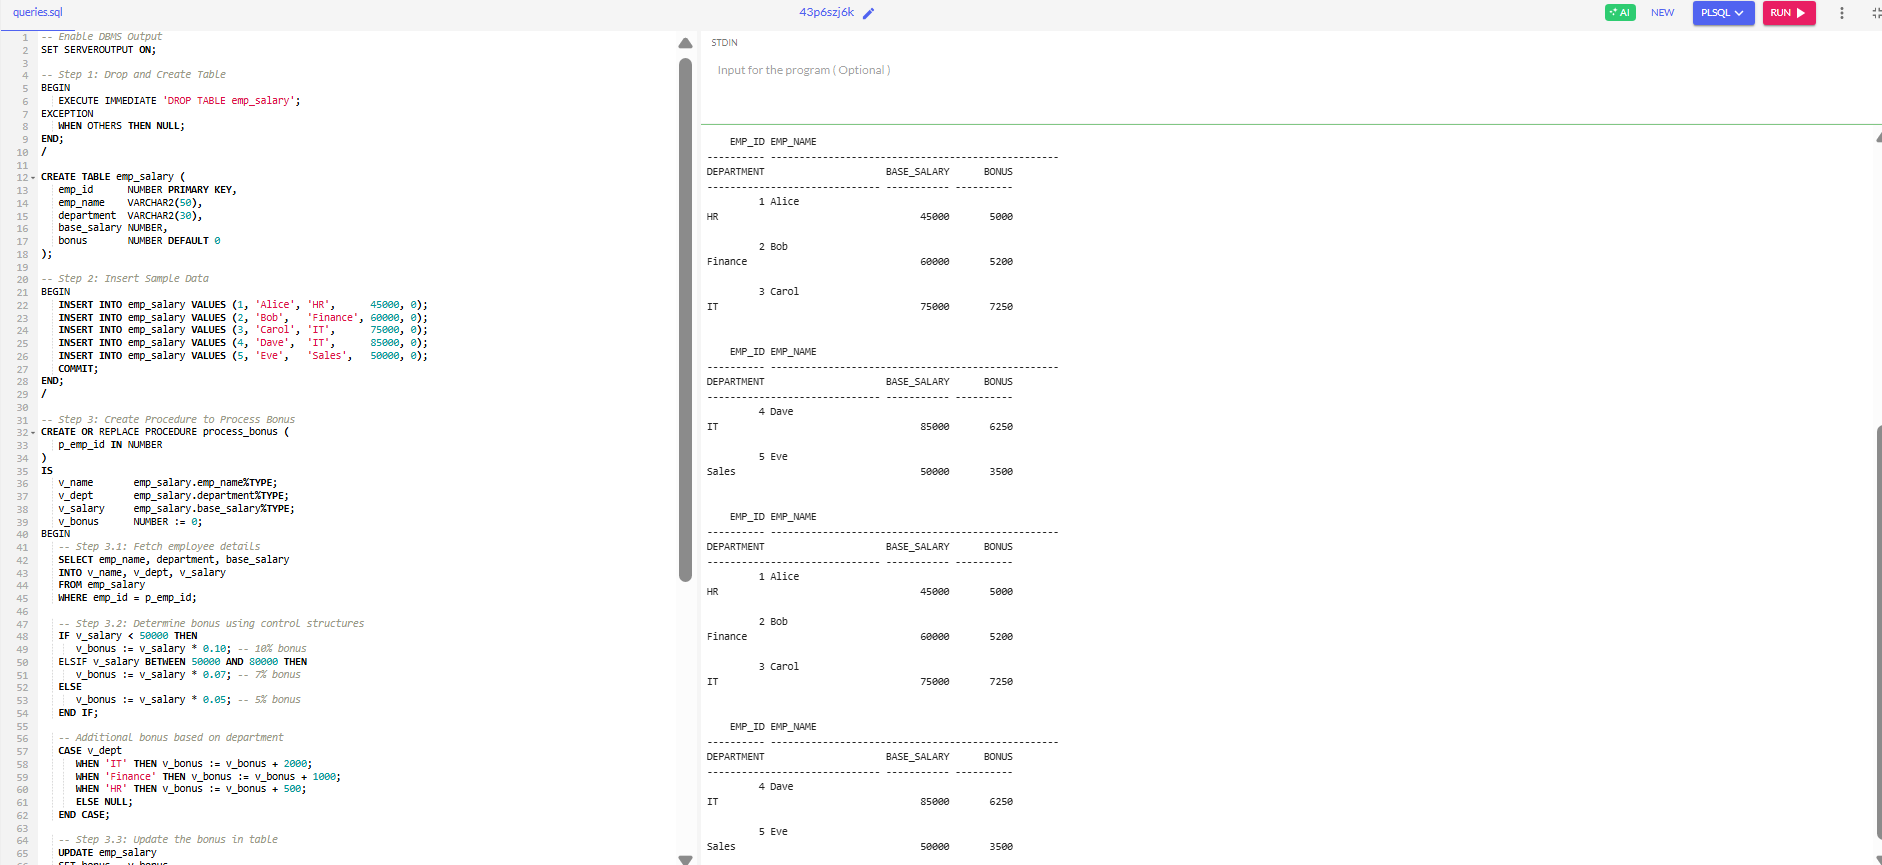 queries.sql
43p6szj6k
AI NEW PLSQL RUN
1 -- Enable DBMS Output
2 SET SERVEROUTPUT ON;
3
4 -- Step 1: Drop and Create Table
5 BEGIN
6 EXECUTE IMMEDIATE 'DROP TABLE emp_salary';
7 EXCEPTION
8 WHEN OTHERS THEN NULL;
9 END;
10 /
11
12 CREATE TABLE emp_salary (
13 emp_id NUMBER PRIMARY KEY,
14 emp_name VARCHAR2(50),
15 department VARCHAR2(30),
16 base_salary NUMBER,
17 bonus NUMBER DEFAULT 0
18 );
19
20 -- Step 2: Insert Sample Data
21 BEGIN
22 INSERT INTO emp_salary VALUES (1, 'Alice', 'HR', 45000, 0);
23 INSERT INTO emp_salary VALUES (2, 'Bob', 'Finance', 60000, 0);
24 INSERT INTO emp_salary VALUES (3, 'Carol', 'IT', 75000, 0);
25 INSERT INTO emp_salary VALUES (4, 'Dave', 'IT', 85000, 0);
26 INSERT INTO emp_salary VALUES (5, 'Eve', 'Sales', 50000, 0);
27 COMMIT;
28 END;
29 /
30
31 -- Step 3: Create Procedure to Process Bonus
32 CREATE OR REPLACE PROCEDURE process_bonus (
33 p_emp_id IN NUMBER
34 )
35 IS
36 v_name emp_salary.emp_name%TYPE;
37 v_dept emp_salary.department%TYPE;
38 v_salary emp_salary.base_salary%TYPE;
39 v_bonus NUMBER := 0;
40 BEGIN
41 -- Step 3.1: Fetch employee details
42 SELECT emp_name, department, base_salary
43 INTO v_name, v_dept, v_salary
44 FROM emp_salary
45 WHERE emp_id = p_emp_id;
46
47 -- Step 3.2: Determine bonus using control structures
48 IF v_salary < 50000 THEN
49 v_bonus := v_salary * 0.10; -- 10% bonus
50 ELSIF v_salary BETWEEN 50000 AND 80000 THEN
51 v_bonus := v_salary * 0.07; -- 7% bonus
52 ELSE
53 v_bonus := v_salary * 0.05; -- 5% bonus
54 END IF;
55
56 -- Additional bonus based on department
57 CASE v_dept
58 WHEN 'IT' THEN v_bonus := v_bonus + 2000;
59 WHEN 'Finance' THEN v_bonus := v_bonus + 1000;
60 WHEN 'HR' THEN v_bonus := v_bonus + 500;
61 ELSE NULL;
62 END CASE;
63
64 -- Step 3.3: Update the bonus in table
65 UPDATE emp_salary
STDIN
Input for the program ( Optional )
EMP_ID EMP_NAME
---------- --------------------------------------------------
DEPARTMENT BASE_SALARY BONUS
------------------------------ ----------- ----------
1 Alice
HR 45000 5000
2 Bob
Finance 60000 5200
3 Carol
IT 75000 7250
EMP_ID EMP_NAME
---------- --------------------------------------------------
DEPARTMENT BASE_SALARY BONUS
------------------------------ ----------- ----------
4 Dave
IT 85000 6250
5 Eve
Sales 50000 3500
EMP_ID EMP_NAME
---------- --------------------------------------------------
DEPARTMENT BASE_SALARY BONUS
------------------------------ ----------- ----------
1 Alice
HR 45000 5000
2 Bob
Finance 60000 5200
3 Carol
IT 75000 7250
EMP_ID EMP_NAME
---------- --------------------------------------------------
DEPARTMENT BASE_SALARY BONUS
------------------------------ ----------- ----------
4 Dave
IT 85000 6250
5 Eve
Sales 50000 3500